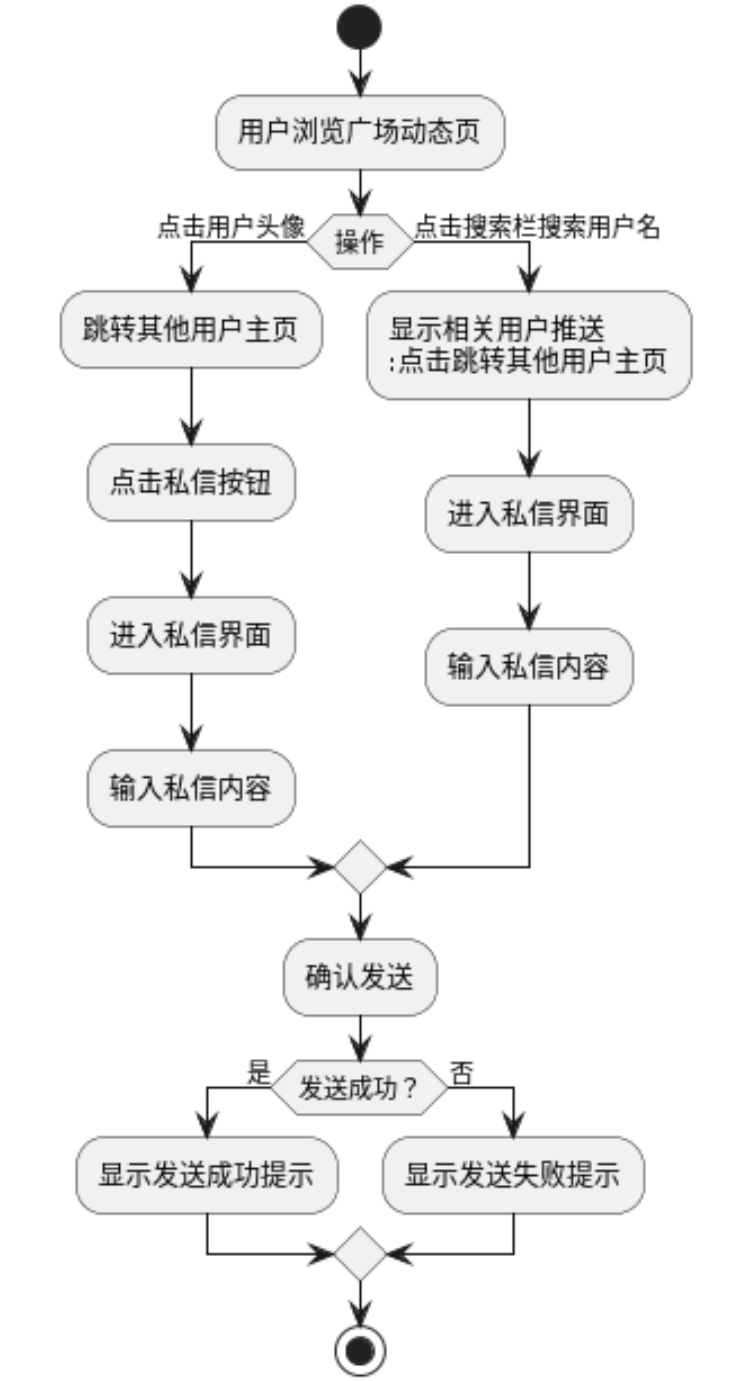 用户浏览广场动态页
点击用户头像
操作
点击搜索栏搜索用户名
跳转其他用户主页
显示相关用户推送
:点击跳转其他用户主页
点击私信按钮
进入私信界面
进入私信界面
输入私信内容
输入私信内容
确认发送
是
发送成功？
否
显示发送成功提示
显示发送失败提示